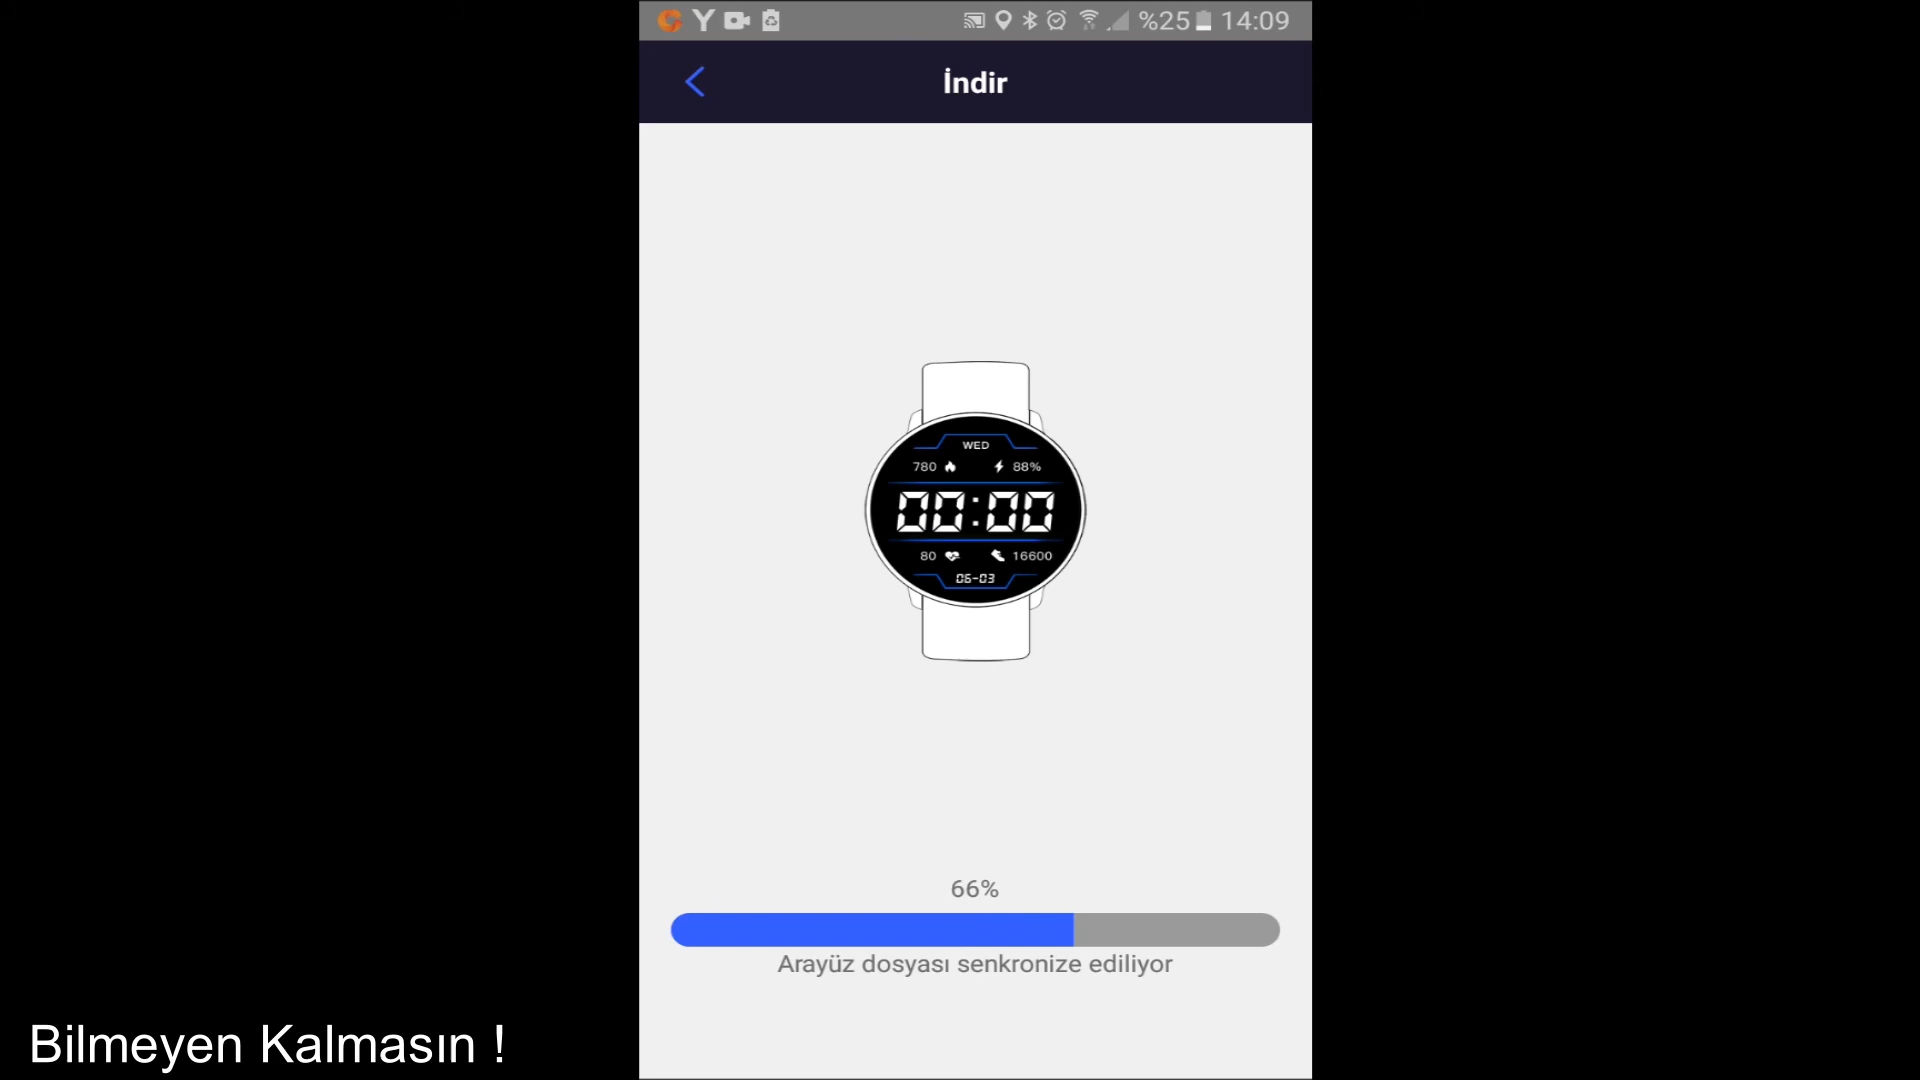 %25 14:09
İndir
WED
780 88%
00:00
80 16600
06-03
66%
Arayüz dosyası senkronize ediliyor
Bilmeyen Kalmasın !